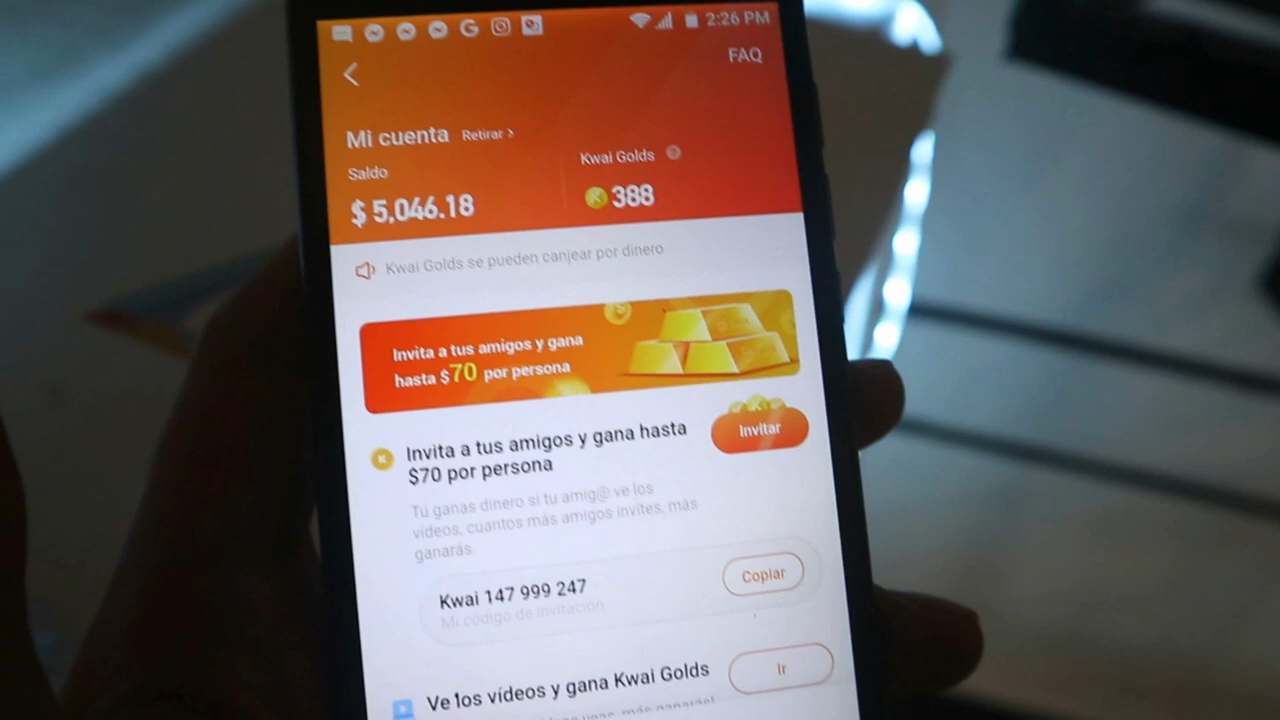 2:26 PM
FAQ
Mi cuenta Retirar >
Saldo
Kwai Golds ?
$ 5,046.18
K 388
Kwai Golds se pueden canjear por dinero
Invita a tus amigos y gana
hasta $70 por persona
K Invita a tus amigos y gana hasta
$70 por persona
Invitar
Tu ganas dinero si tu amig@ ve los
vídeos, cuantos más amigos invites, más
ganarás.
Kwai 147 999 247
Mi código de invitación
Copiar
Ve los vídeos y gana Kwai Golds
Ir
más ganarás!